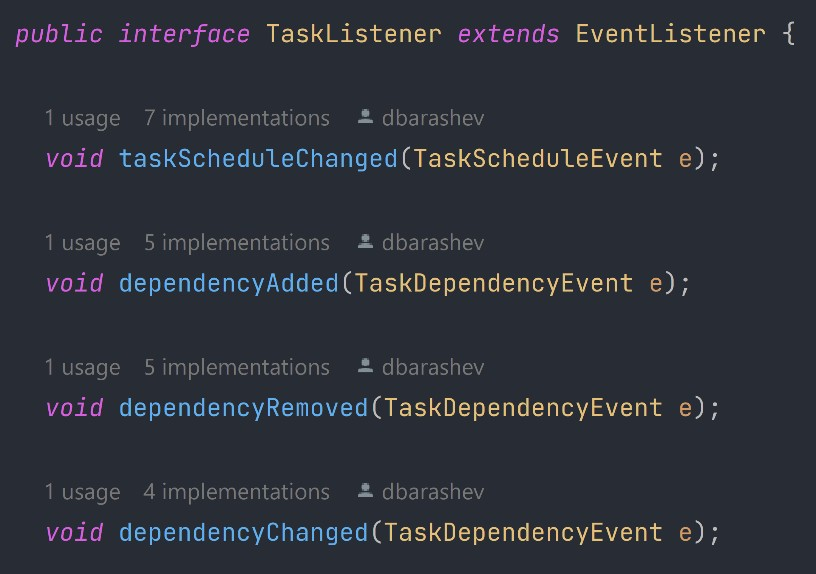 public interface TaskListener extends EventListener {
1 usage 7 implementations dbarashev
void taskScheduleChanged(TaskScheduleEvent e);
1 usage 5 implementations dbarashev
void dependencyAdded(TaskDependencyEvent e);
1 usage 5 implementations dbarashev
void dependencyRemoved(TaskDependencyEvent e);
1 usage 4 implementations dbarashev
void dependencyChanged(TaskDependencyEvent e);